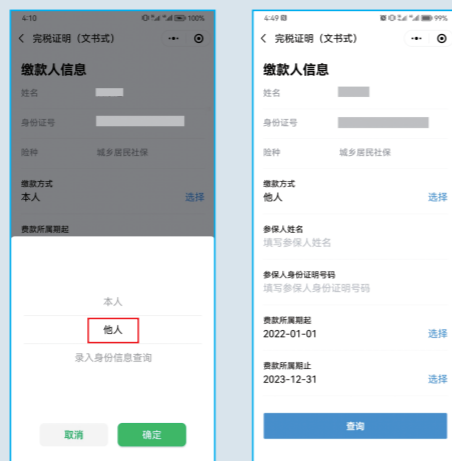 4:10
100%
完税证明（文书式）
缴款人信息
姓名
身份证号
险种 城乡居民社保
缴款方式
本人 选择
费款所属期起
本人
他人
录入身份信息查询
取消 确定
4:49
99%
完税证明（文书式）
缴款人信息
姓名
身份证号
险种 城乡居民社保
缴款方式
他人 选择
参保人姓名
填写参保人姓名
参保人身份证明号码
填写参保人身份证明号码
费款所属期起
2022-01-01 选择
费款所属期止
2023-12-31 选择
查询